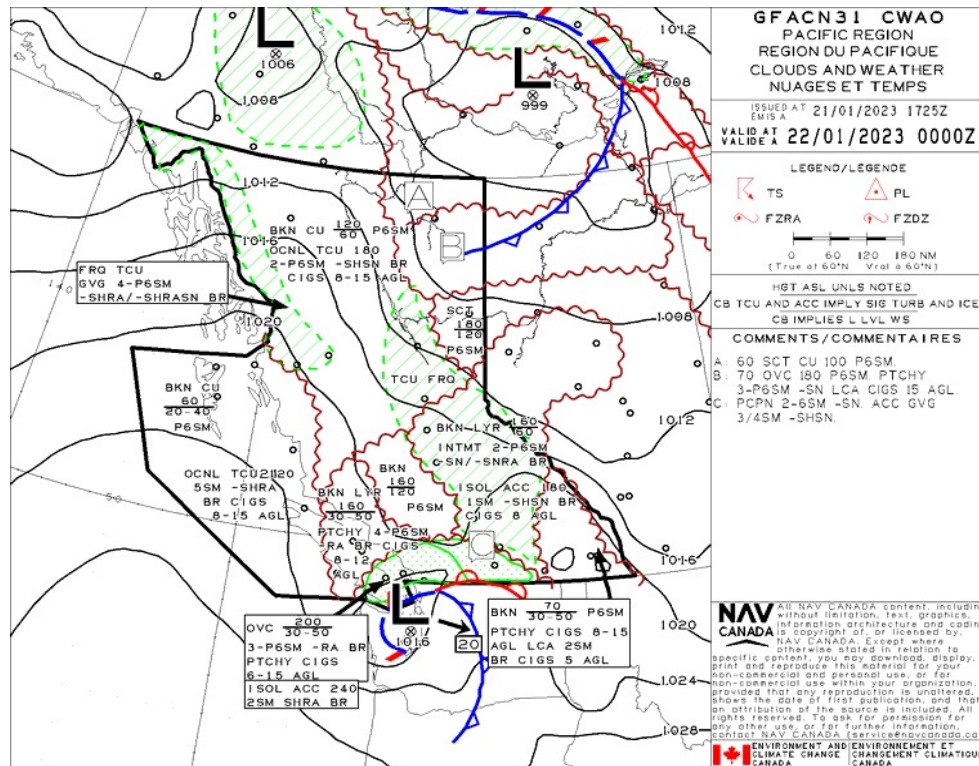 GFACN31 CWAO
PACIFIC REGION
REGION DU PACIFIQUE
CLOUDS AND WEATHER
NUAGES ET TEMPS
ISSUED AT 21/01/2023 1725Z
ÉMIS A
VALID AT 22/01/2023 0000Z
VALIDE A
LEGEND/LÉGENDE
TS
PL
FZRA
FZDZ
0 60 120 180 NM
(True at 60°N Vrai a 60°N)
HGT ASL UNLS NOTED
CB TCU AND ACC IMPLY SIG TURB AND ICE
CB IMPLIES L LVL WS
COMMENTS/COMMENTAIRES
A: 60 SCT CU 100 P6SM.
B: 70 OVC 180 P6SM. PTCHY
3-P6SM -SN LCA CIGS 15 AGL.
C: PCPN 2-6SM -SN. ACC GVG
3/4SM -SHSN.
NAV CANADA
All NAV CANADA content, including
without limitation, text, graphics,
information architecture and coding
is copyright of, or licensed by,
NAV CANADA. Except where
otherwise stated in relation to
specific content, you may download, display,
print and reproduce this material for your
non-commercial and personal use, or for
non-commercial use within your organization,
provided that any reproduction is unaltered,
shows the date of first publication, and that
an attribution of the source is included. All
rights reserved. To ask for permission for
any other use, or for further information,
contact NAV CANADA (service@navcanada.ca
ENVIRONMENT AND
CLIMATE CHANGE
CANADA
ENVIRONNEMENT ET
CHANGEMENT CLIMATIQUE
CANADA
L
1006
L
999
1012
1008
1008
1012
1016
1020
1008
1012
1016
1020
1024
1028
140
50
A
B
C
BKN CU 120/60 P6SM
OCNL TCU 180
2-P6SM -SHSN BR
CIGS 8-15 AGL
FRQ TCU
GVG 4-P6SM
-SHRA/-SHRASN BR
SCT
180/120
P6SM
TCU FRQ
BKN CU
60/20-40
P6SM
BKN LYR 160/60
INTMT 2-P6SM
-SN/-SNRA BR
ISOL ACC 180
1SM -SHSN BR
CIGS 8 AGL
OCNL TCU 120
5SM -SHRA
BR CIGS
8-15 AGL
BKN
160/120
P6SM
BKN LYR
160/30-50
PTCHY 4-P6SM
-RA BR CIGS
8-12
AGL
L
1016
20
OVC 200/30-50
3-P6SM -RA BR
PTCHY CIGS
6-15 AGL
ISOL ACC 240
2SM SHRA BR
BKN 70/30-50 P6SM
PTCHY CIGS 8-15
AGL LCA 2SM
BR CIGS 5 AGL